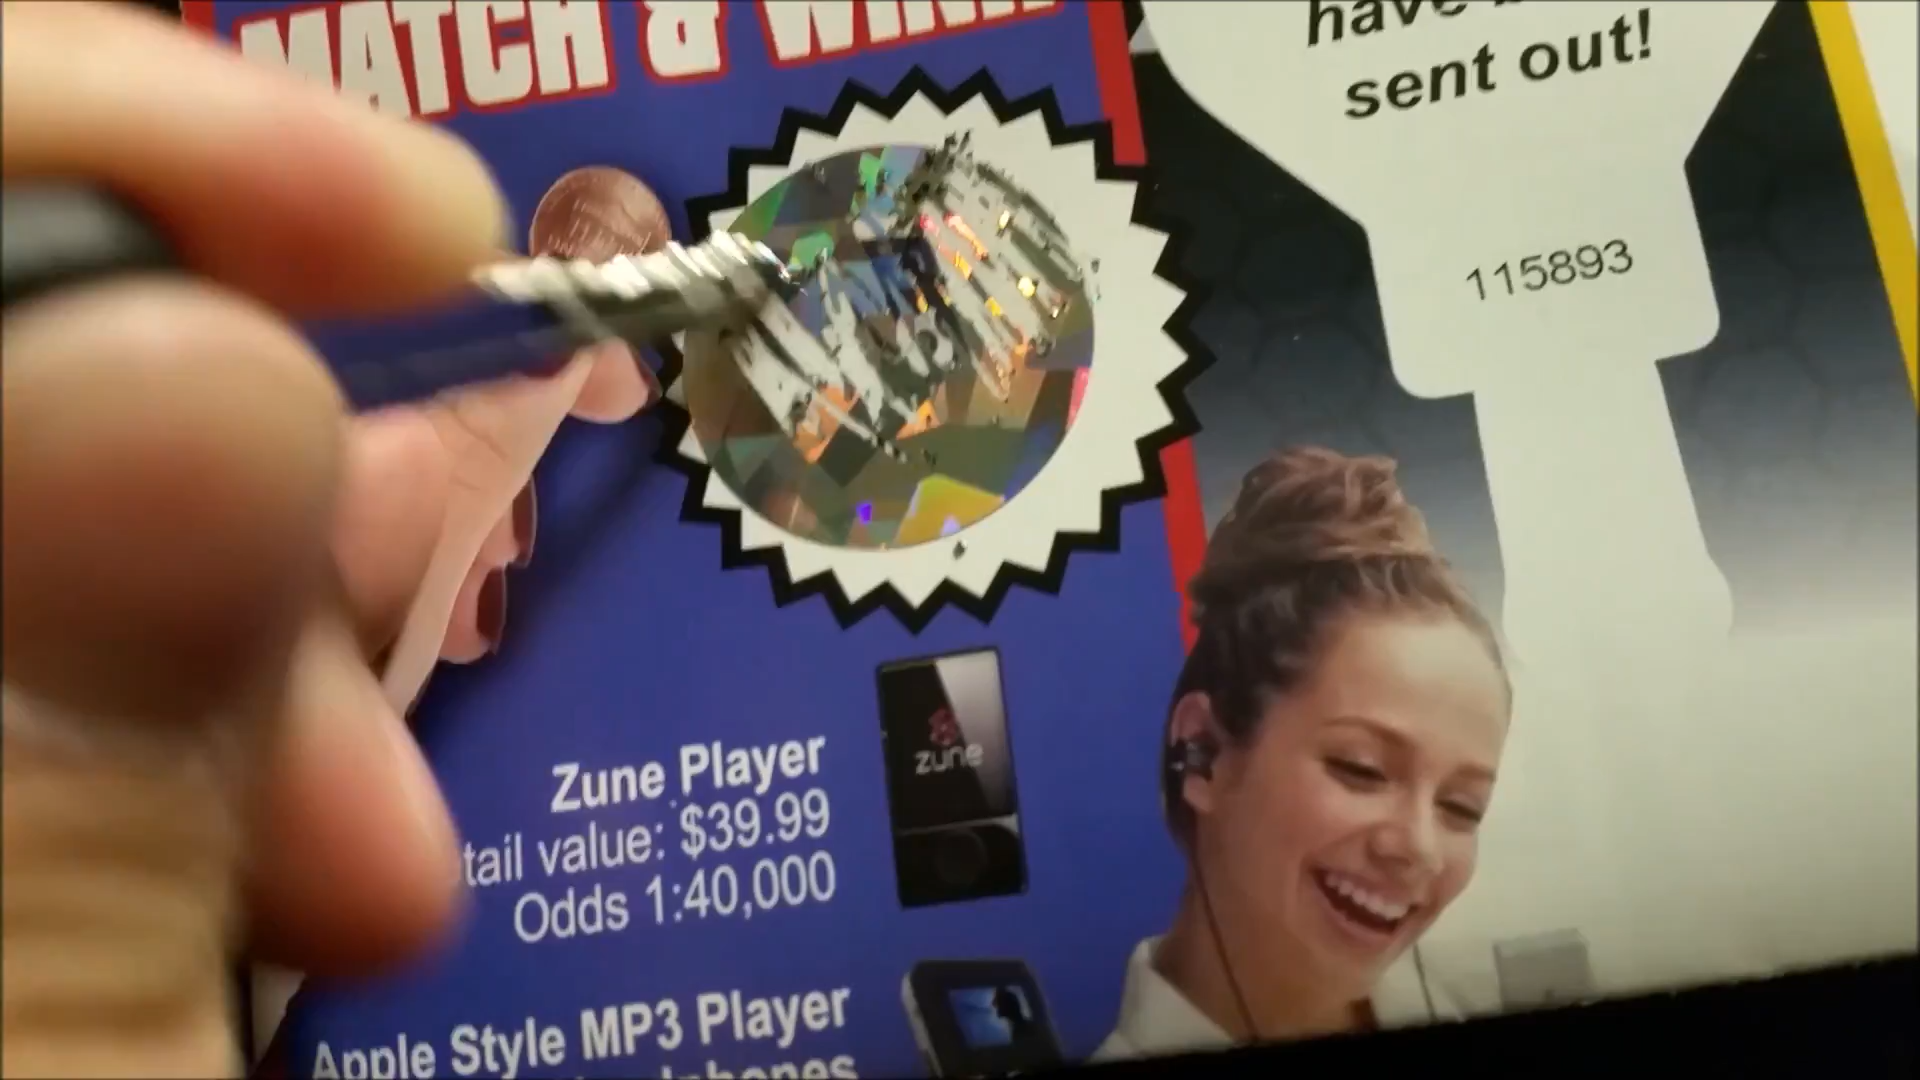 MATCH & WIN!
have
sent out!
115893
zune
Zune Player
tail value: $39.99
Odds 1:40,000
Apple Style MP3 Player